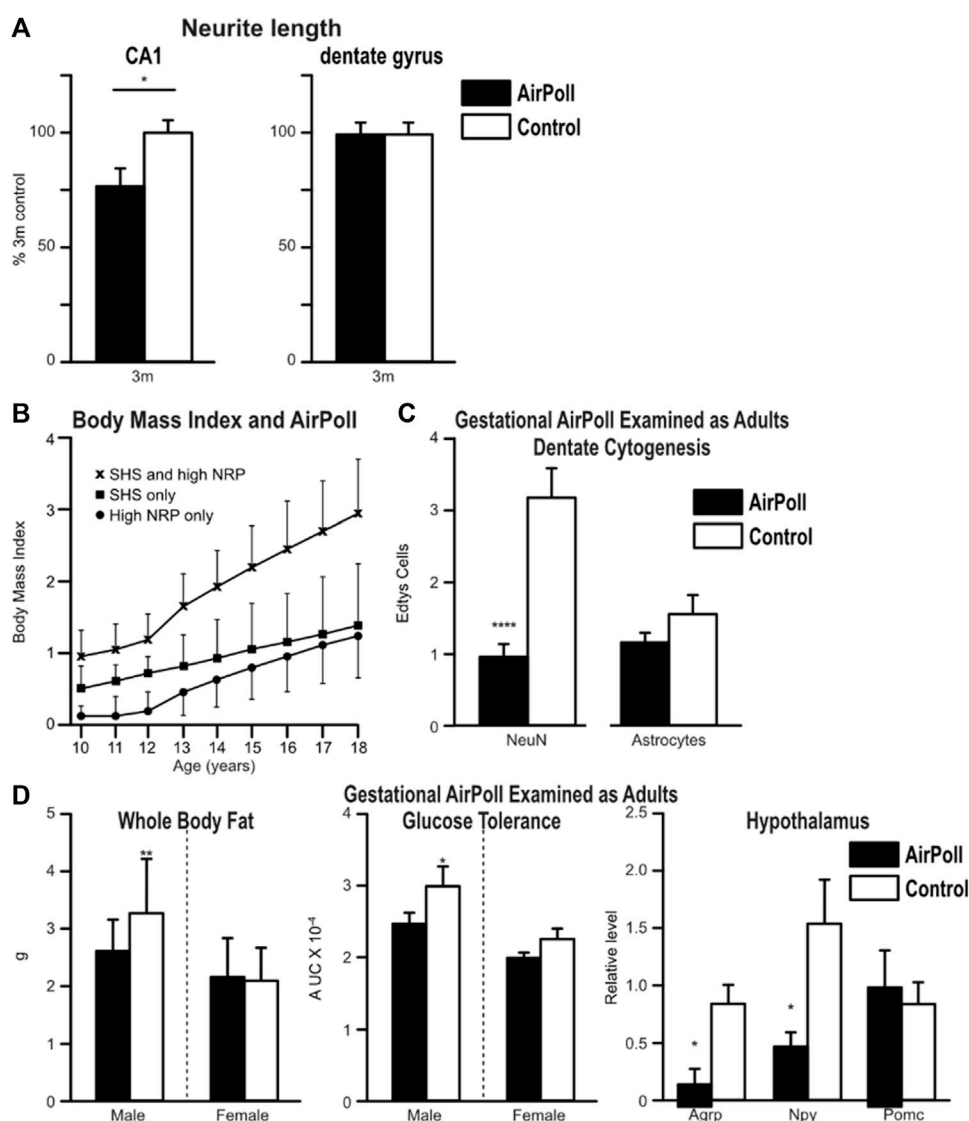 A
Neurite length
CA1
dentate gyrus
*
AirPoll
Control
% 3m control
100
50
0
3m
100
50
0
3m
B
Body Mass Index and AirPoll
Body Mass Index
4
3
2
1
0
SHS and high NRP
SHS only
High NRP only
10 11 12 13 14 15 16 17 18
Age (years)
C
Gestational AirPoll Examined as Adults
Dentate Cytogenesis
AirPoll
Control
Edtys Cells
4
3
2
1
0
****
NeuN
Astrocytes
D
Gestational AirPoll Examined as Adults
Whole Body Fat
g
5
4
3
2
1
0
**
Male
Female
Glucose Tolerance
A UC X 10-4
4
3
2
1
0
*
Male
Female
Hypothalamus
AirPoll
Control
Relative level
2.5
2.0
1.5
1.0
0.5
0
*
*
Agrp
Npy
Pomc